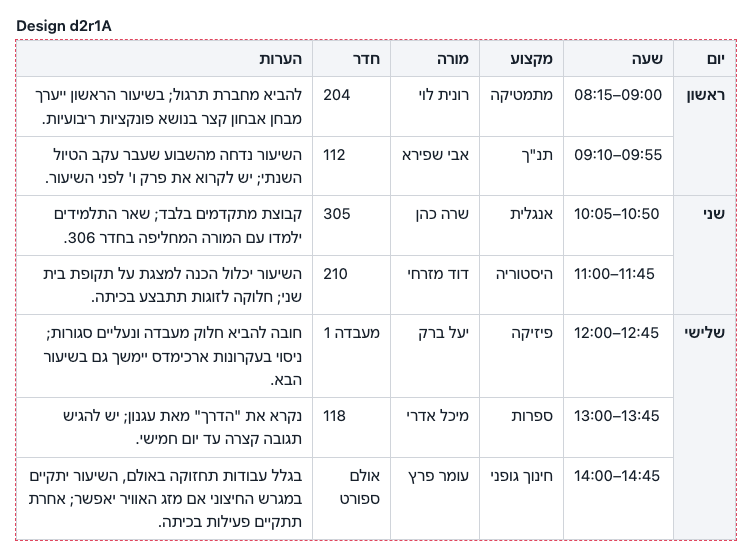 Design d2r1A
יום שעה מקצוע מורה חדר הערות
ראשון 08:15–09:00 מתמטיקה רונית לוי 204 להביא מחברת תרגול; בשיעור הראשון ייערך
מבחן אבחון קצר בנושא פונקציות ריבועיות.
09:10–09:55 תנ"ך אבי שפירא 112 השיעור נדחה מהשבוע שעבר עקב הטיול
השנתי; יש לקרוא את פרק ו' לפני השיעור.
שני 10:05–10:50 אנגלית שרה כהן 305 קבוצת מתקדמים בלבד; שאר התלמידים
ילמדו עם המורה המחליפה בחדר 306.
11:00–11:45 היסטוריה דוד מזרחי 210 השיעור יכלול הכנה למצגת על תקופת בית
שני; חלוקה לזוגות תתבצע בכיתה.
שלישי 12:00–12:45 פיזיקה יעל ברק מעבדה 1 חובה להביא חלוק מעבדה ונעליים סגורות;
ניסוי בעקרונות ארכימדס יימשך גם בשיעור
הבא.
13:00–13:45 ספרות מיכל אדרי 118 נקרא את "הדרך" מאת עגנון; יש להגיש
תגובה קצרה עד יום חמישי.
14:00–14:45 חינוך גופני עומר פרץ אולם ספורט בגלל עבודות תחזוקה באולם, השיעור יתקיים
במגרש החיצוני אם מזג האוויר יאפשר; אחרת
תתקיים פעילות בכיתה.